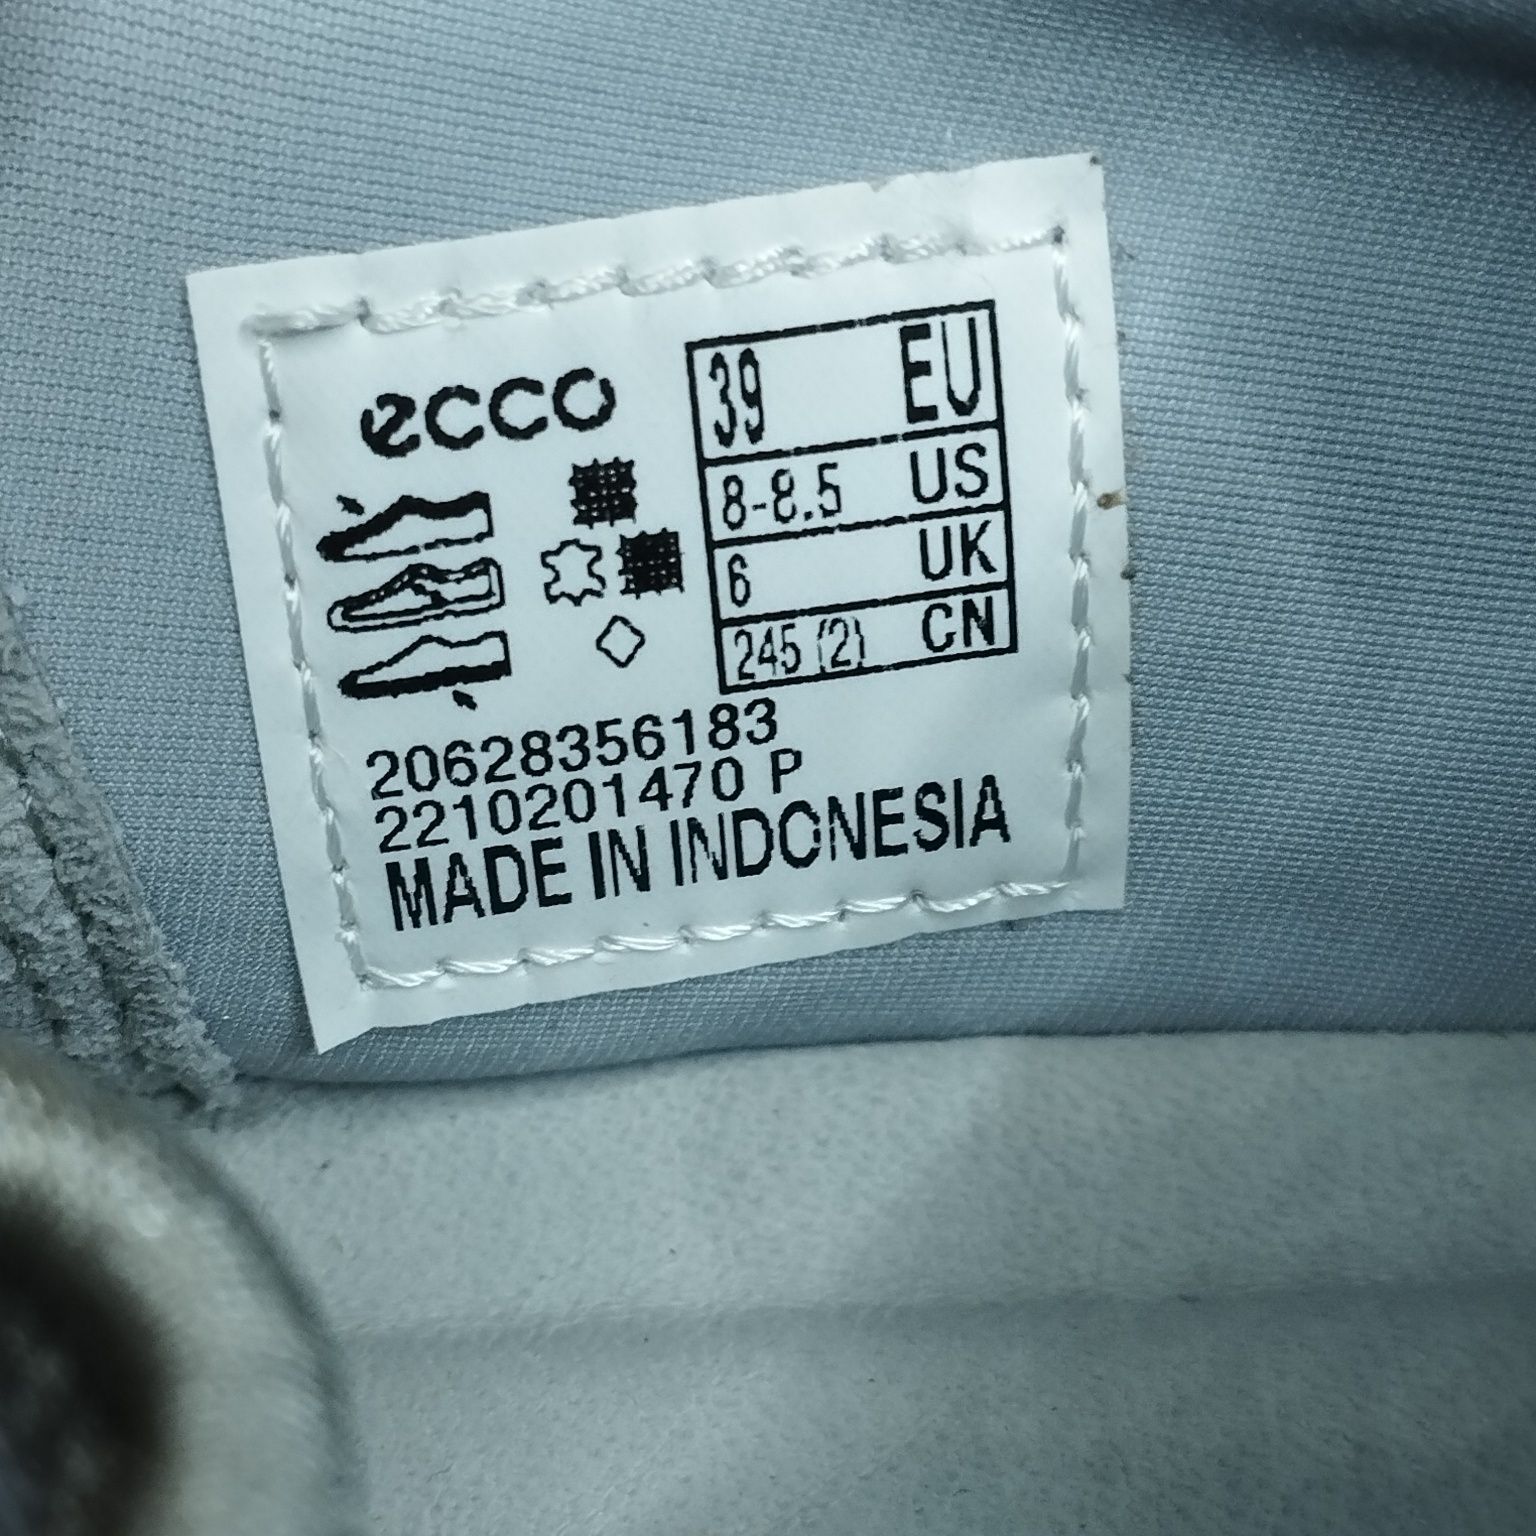 ecco
39 EU
8-8.5 US
6 UK
245 (2) CN
20628356183
2210201470 P
MADE IN INDONESIA